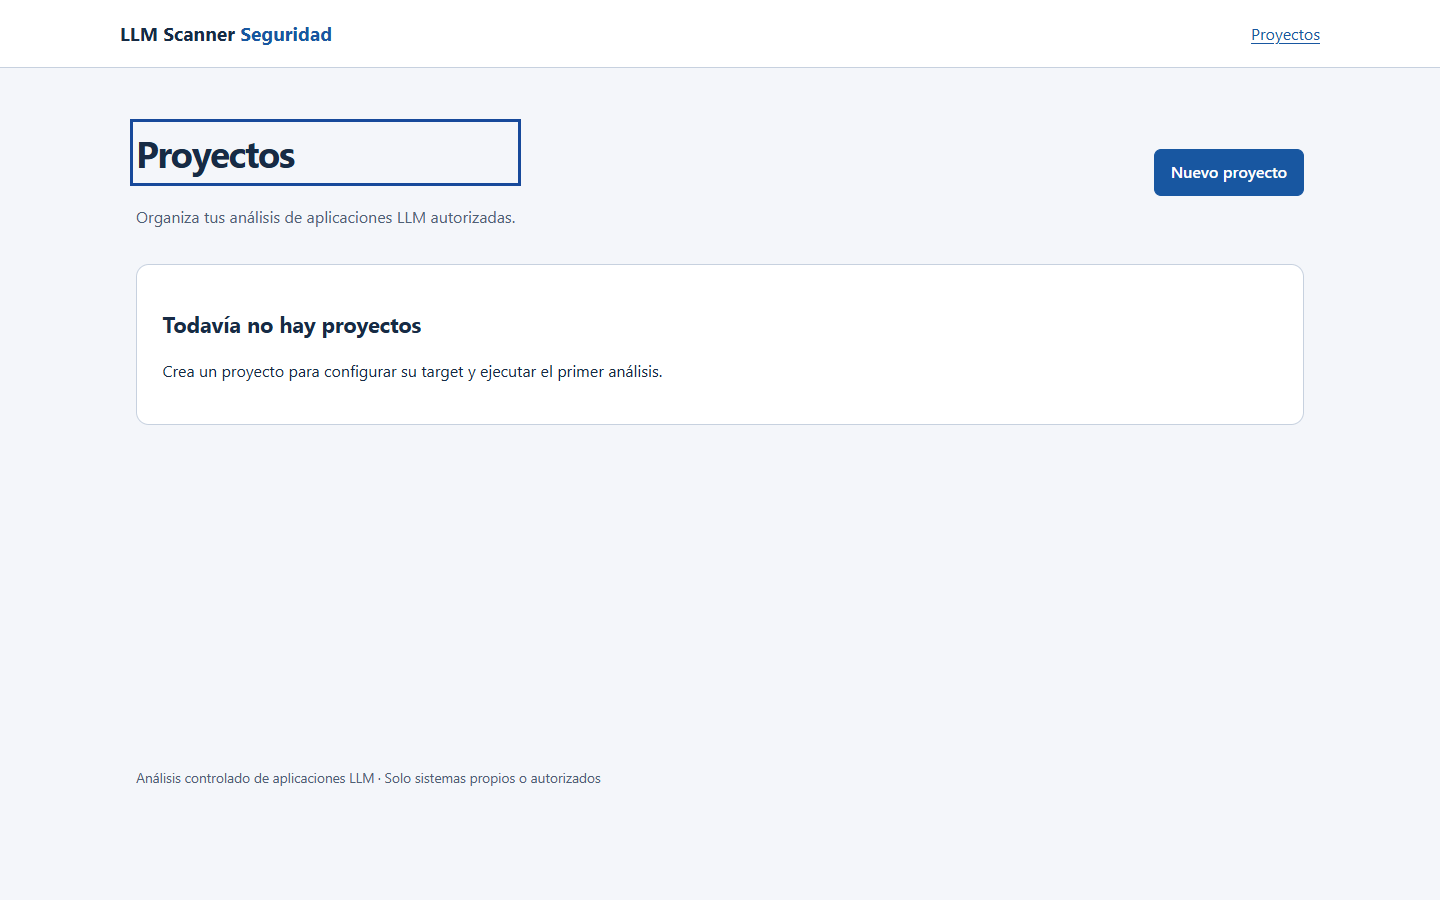 LLM Scanner Seguridad
Proyectos
Proyectos
Nuevo proyecto
Organiza tus análisis de aplicaciones LLM autorizadas.
Todavía no hay proyectos
Crea un proyecto para configurar su target y ejecutar el primer análisis.
Análisis controlado de aplicaciones LLM · Solo sistemas propios o autorizados